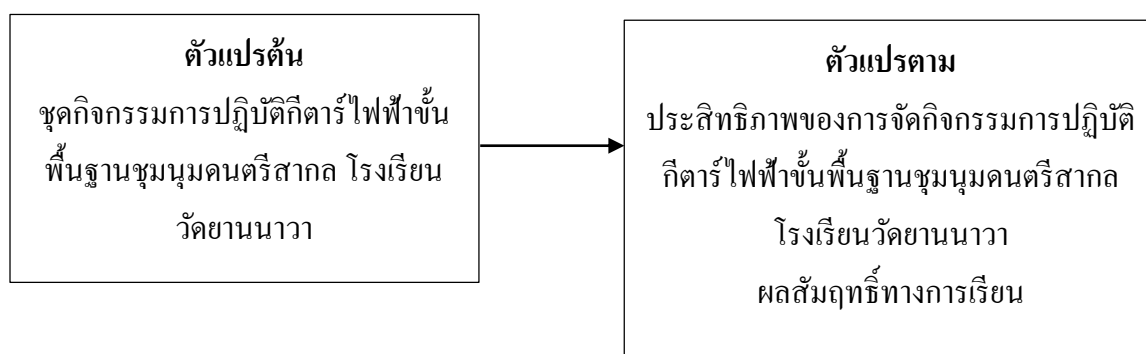 ตัวแปรต้น
ชุดกิจกรรมการปฏิบัติกีตาร์ไฟฟ้าขั้น
พื้นฐานชุมนุมดนตรีสากล โรงเรียน
วัดยานนาวา
ตัวแปรตาม
ประสิทธิภาพของการจัดกิจกรรมการปฏิบัติ
กีตาร์ไฟฟ้าขั้นพื้นฐานชุมนุมดนตรีสากล
โรงเรียนวัดยานนาวา
ผลสัมฤทธิ์ทางการเรียน